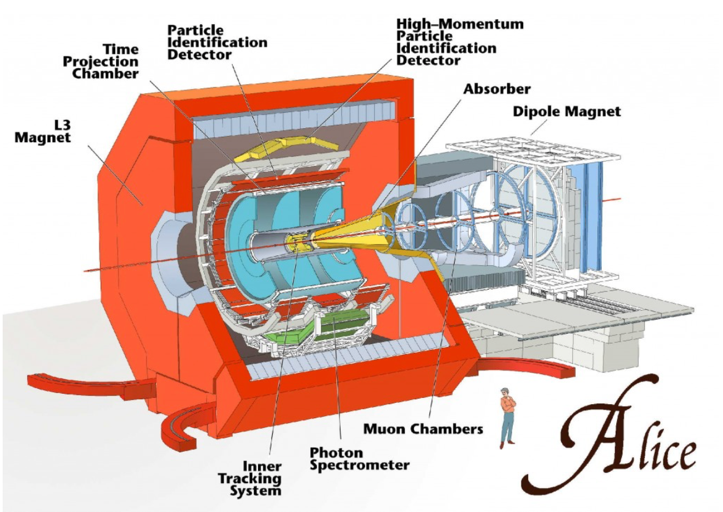 Time
Projection
Chamber
Particle
Identification
Detector
High–Momentum
Particle
Identification
Detector
Absorber
Dipole Magnet
L3
Magnet
Muon Chambers
Photon
Spectrometer
Inner
Tracking
System
Alice